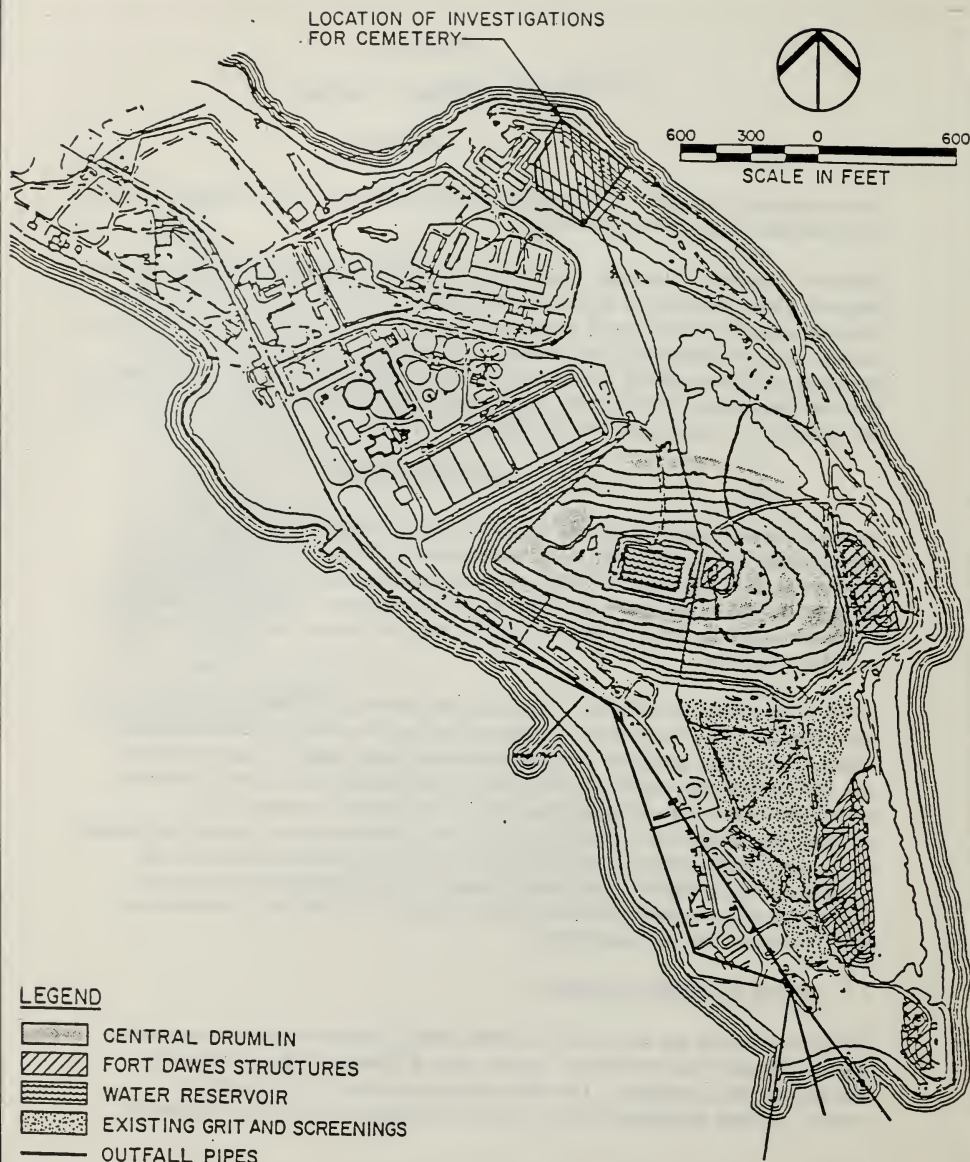 LOCATION OF INVESTIGATIONS
FOR CEMETERY
600 300 0 600
SCALE IN FEET
LEGEND
CENTRAL DRUMLIN
FORT DAWES STRUCTURES
WATER RESERVOIR
EXISTING GRIT AND SCREENINGS
OUTFALL PIPES